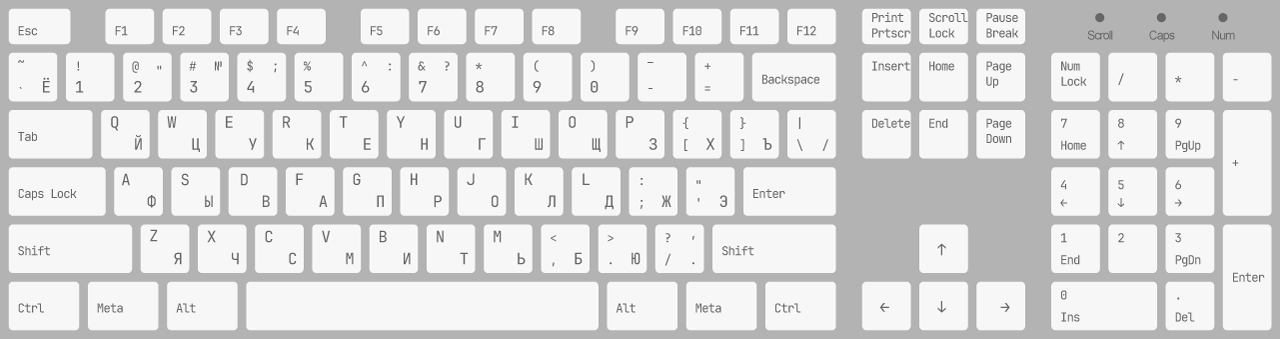 Esc F1 F2 F3 F4 F5 F6 F7 F8 F9 F10 F11 F12 Print Prtscr Scroll Lock Pause Break Scroll Caps Num
~ ` Ё ! 1 @ " 2 # № 3 $ ; 4 % 5 ^ : 6 & ? 7 * 8 ( 9 ) 0 _ - + = Backspace Insert Home Page Up Num Lock / * -
Tab Q Й W Ц E У R К T Е Y Н U Г I Ш O Щ P З { [ Х } ] Ъ | \ / Delete End Page Down 7 Home 8 ↑ 9 PgUp +
Caps Lock A Ф S Ы D В F А G П H Р J О K Л L Д : ; Ж " ' Э Enter 4 ← 5 ↓ 6 →
Shift Z Я X Ч C С V М B И N Т M Ь < , Б > . Ю ? / , . Shift ↑ 1 End 2 3 PgDn Enter
Ctrl Meta Alt Alt Meta Ctrl ← ↓ → 0 Ins . Del